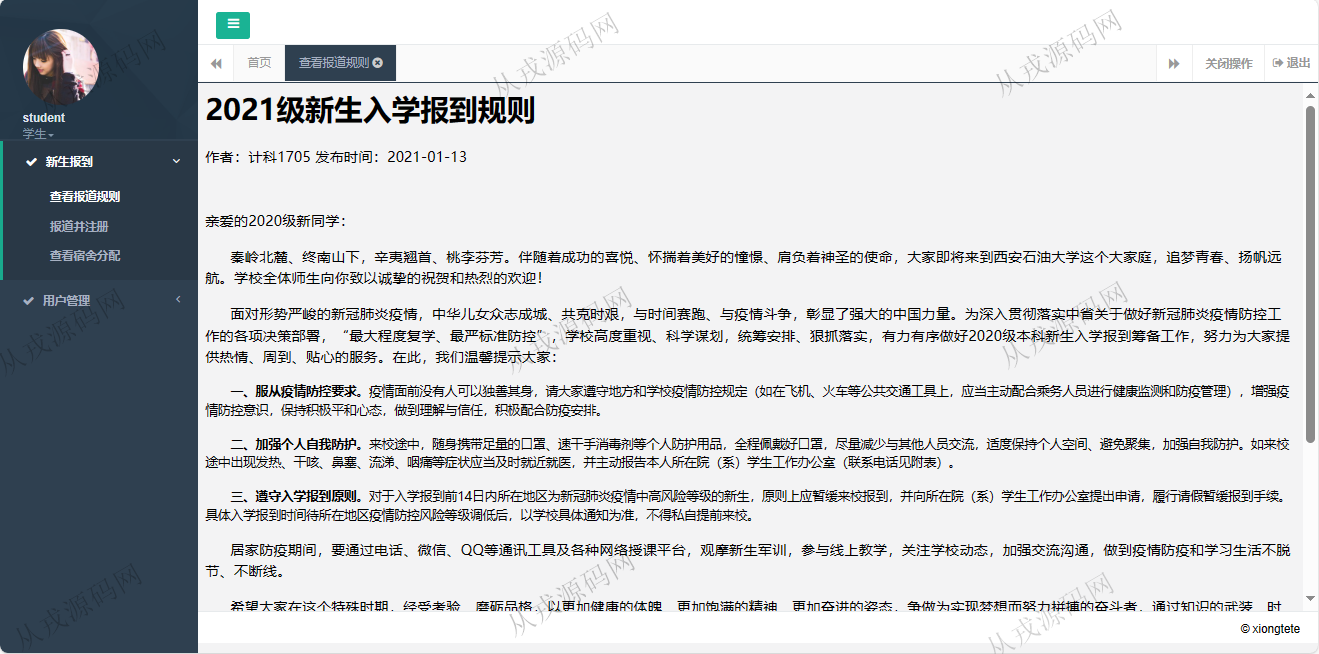 student
学生
新生报到
查看报道规则
报道并注册
查看宿舍分配
用户管理
首页
查看报道规则
关闭操作
退出
2021级新生入学报到规则
作者：计科1705 发布时间：2021-01-13
亲爱的2020级新同学：
秦岭北麓、终南山下，辛夷翘首、桃李芬芳。伴随着成功的喜悦、怀揣着美好的憧憬、肩负着神圣的使命，大家即将来到西安石油大学这个大家庭，追梦青春、扬帆远
航。学校全体师生向你致以诚挚的祝贺和热烈的欢迎！
面对形势严峻的新冠肺炎疫情，中华儿女众志成城、共克时艰，与时间赛跑、与疫情斗争，彰显了强大的中国力量。为深入贯彻落实中省关于做好新冠肺炎疫情防控工
作的各项决策部署，“最大程度复学、最严标准防控”，学校高度重视、科学谋划，统筹安排、狠抓落实，有力有序做好2020级本科新生入学报到筹备工作，努力为大家提
供热情、周到、贴心的服务。在此，我们温馨提示大家：
一、服从疫情防控要求。疫情面前没有人可以独善其身，请大家遵守地方和学校疫情防控规定（如在飞机、火车等公共交通工具上，应当主动配合乘务人员进行健康监测和防疫管理），增强疫
情防控意识，保持积极平和心态，做到理解与信任，积极配合防疫安排。
二、加强个人自我防护。来校途中，随身携带足量的口罩、速干手消毒剂等个人防护用品，全程佩戴好口罩，尽量减少与其他人员交流，适度保持个人空间、避免聚集，加强自我防护。如来校
途中出现发热、干咳、鼻塞、流涕、咽痛等症状应当及时就近就医，并主动报告本人所在院（系）学生工作办公室（联系电话见附表）。
三、遵守入学报到原则。对于入学报到前14日内所在地区为新冠肺炎疫情中高风险等级的新生，原则上应暂缓来校报到，并向所在院（系）学生工作办公室提出申请，履行请假暂缓报到手续。
具体入学报到时间待所在地区疫情防控风险等级调低后，以学校具体通知为准，不得私自提前来校。
居家防疫期间，要通过电话、微信、QQ等通讯工具及各种网络授课平台，观摩新生军训，参与线上教学，关注学校动态，加强交流沟通，做到疫情防疫和学习生活不脱
节、不断线。
希望大家在这个特殊时期，经受考验、磨砺品格，以更加健康的体魄、更加饱满的精神、更加奋进的姿态，争做为实现梦想而努力拼搏的奋斗者，通过知识的武装、时
© xiongtete
从戎源码网
从戎源码网
从戎源码网
从戎源码网
从戎源码网
从戎源码网
从戎源码网
从戎源码网
从戎源码网